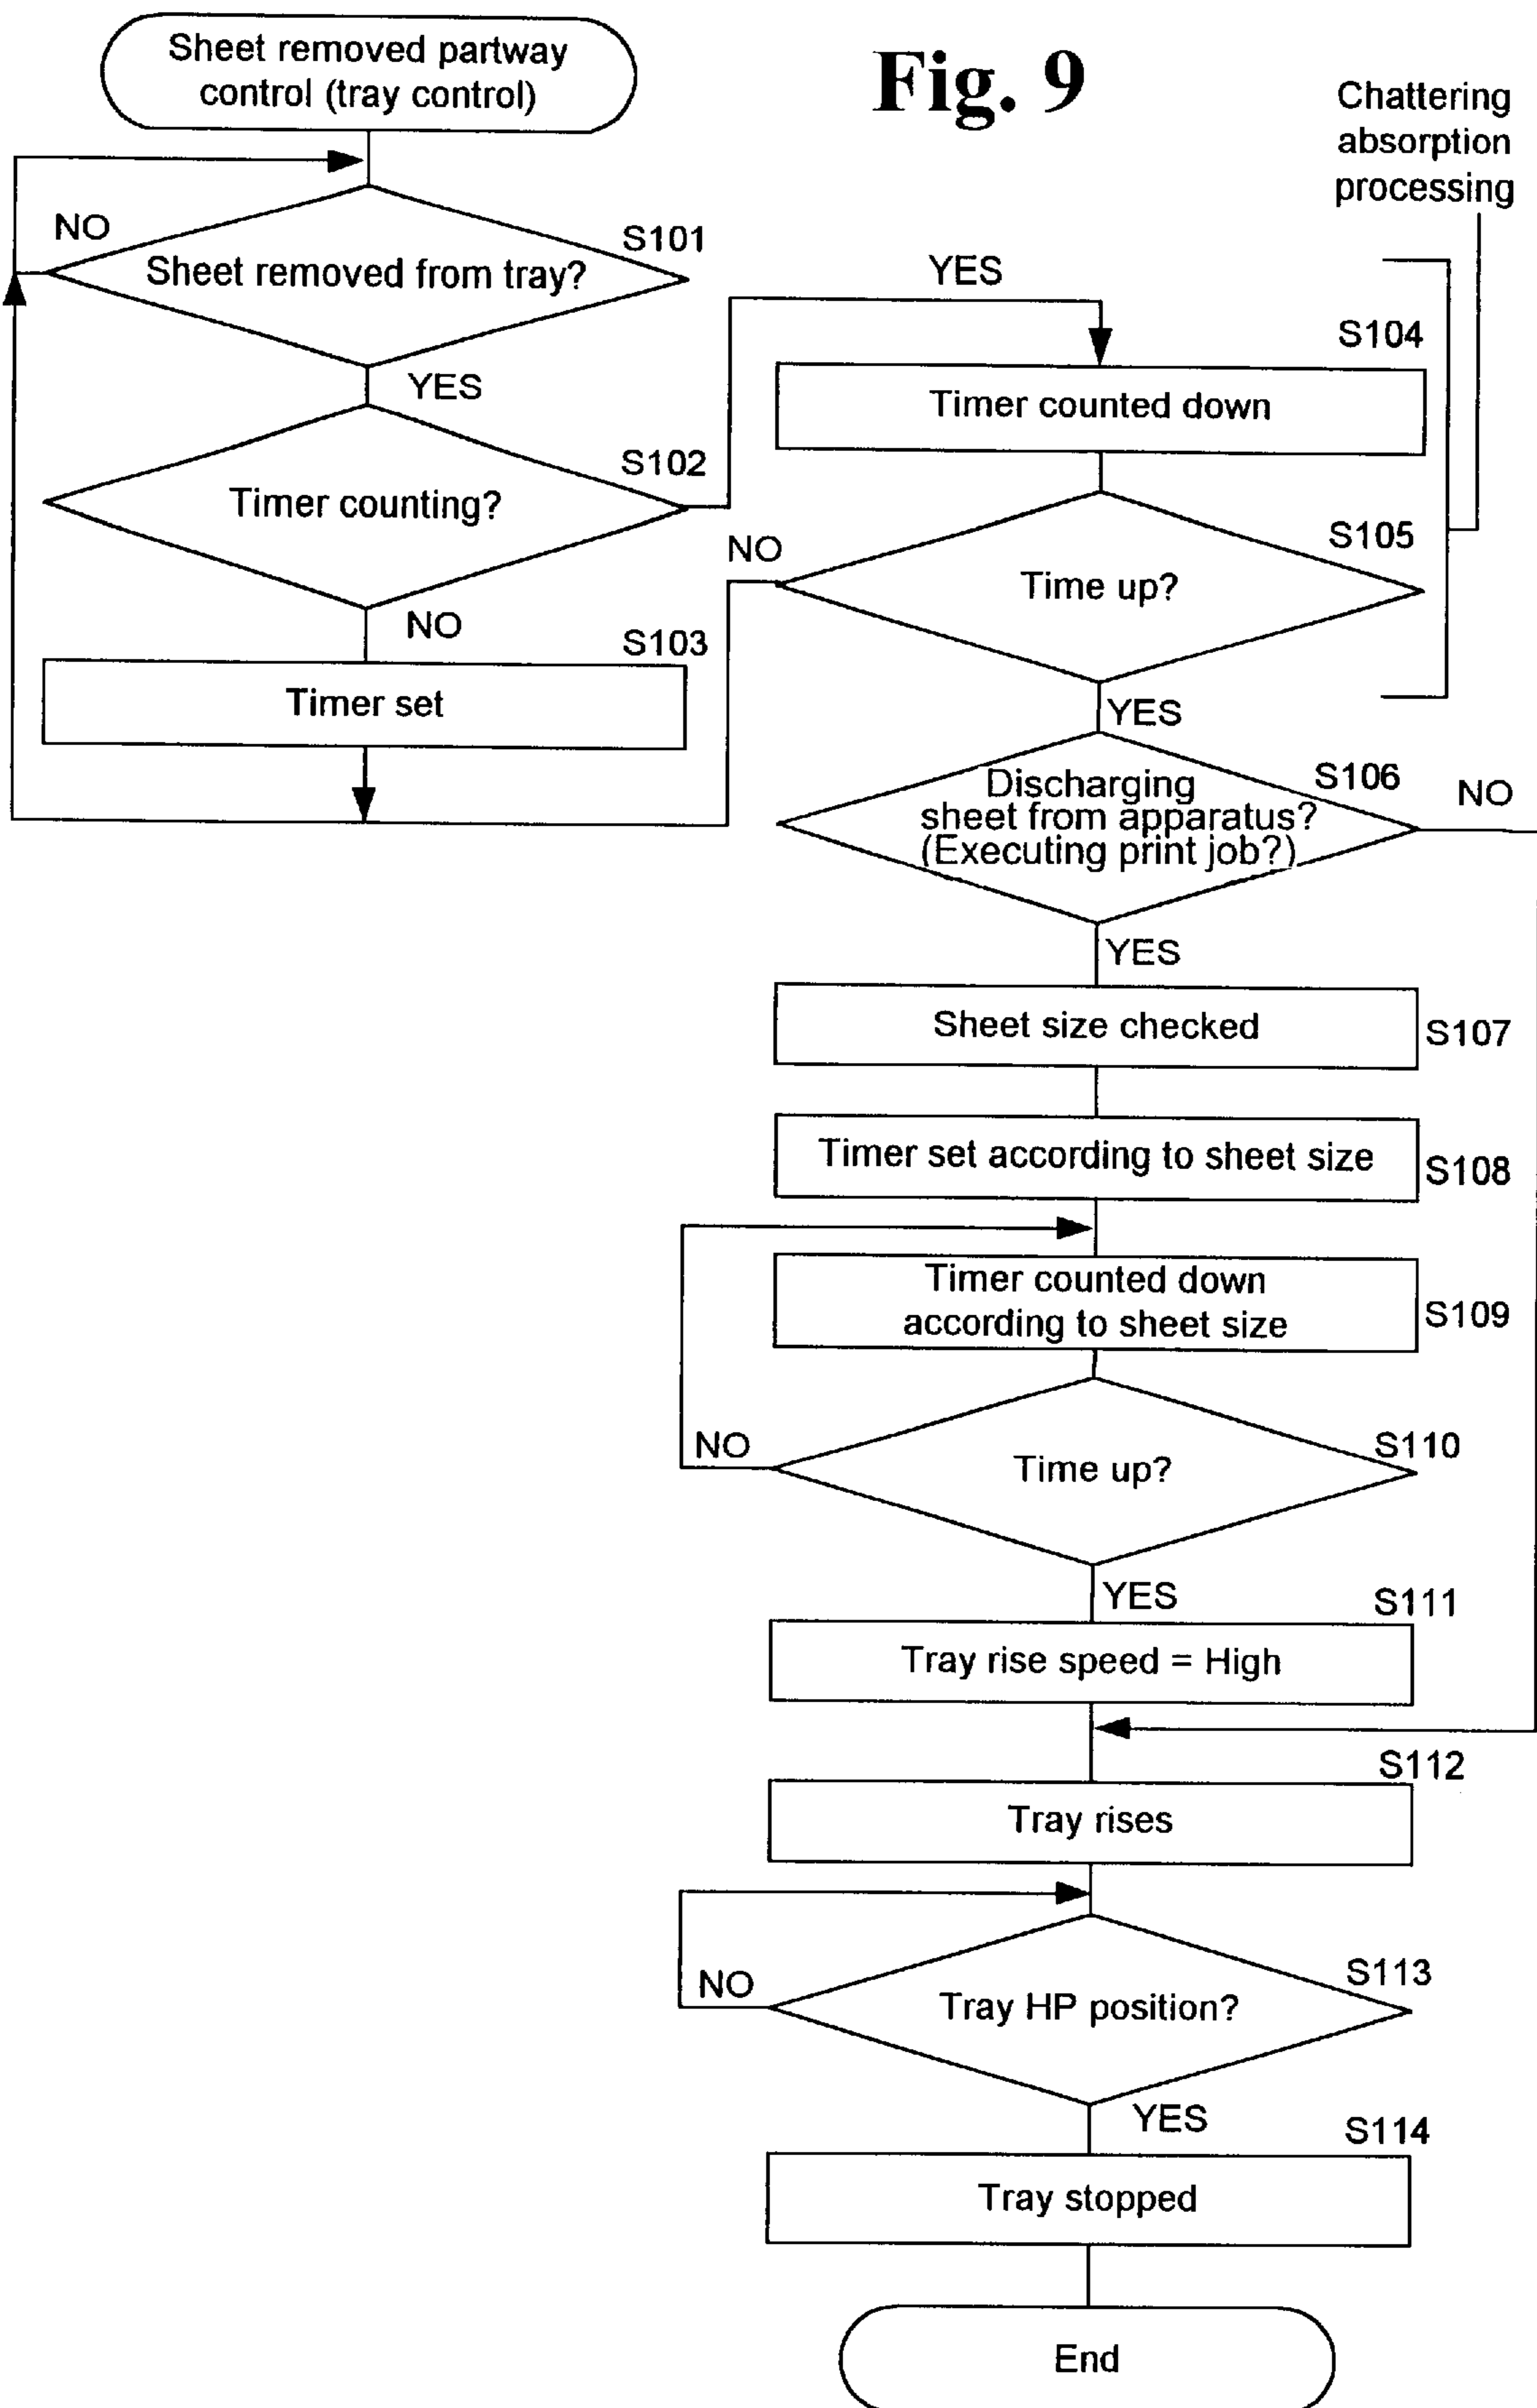 Sheet removed partway
control (tray control)
Fig. 9
Chattering
absorption
processing
NO
S101
Sheet removed from tray?
YES
S102
Timer counting?
NO
S103
Timer set
YES
S104
Timer counted down
S105
NO
Time up?
YES
S106
NO
Discharging
sheet from apparatus?
(Executing print job?)
YES
Sheet size checked
S107
Timer set according to sheet size
S108
Timer counted down
according to sheet size
S109
NO
S110
Time up?
YES
S111
Tray rise speed = High
S112
Tray rises
NO
S113
Tray HP position?
YES
S114
Tray stopped
End